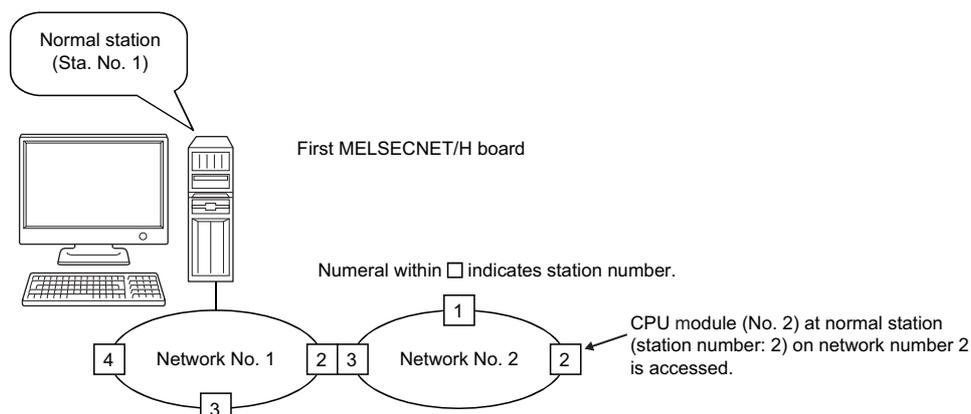 Normal station
(Sta. No. 1)
First MELSECNET/H board
Numeral within □ indicates station number.
1
CPU module (No. 2) at normal station
(station number: 2) on network number 2
is accessed.
4
Network No. 1
2
3
Network No. 2
2
3